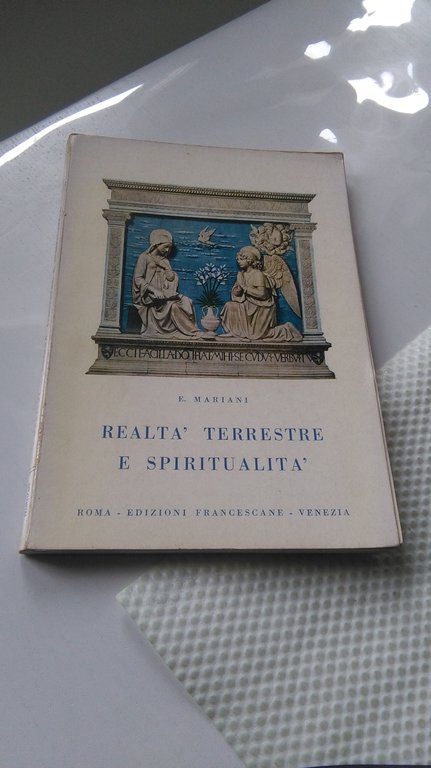 E. MARIANI
REALTA' TERRESTRE
E SPIRITUALITA'
ROMA - EDIZIONI FRANCESCANE - VENEZIA